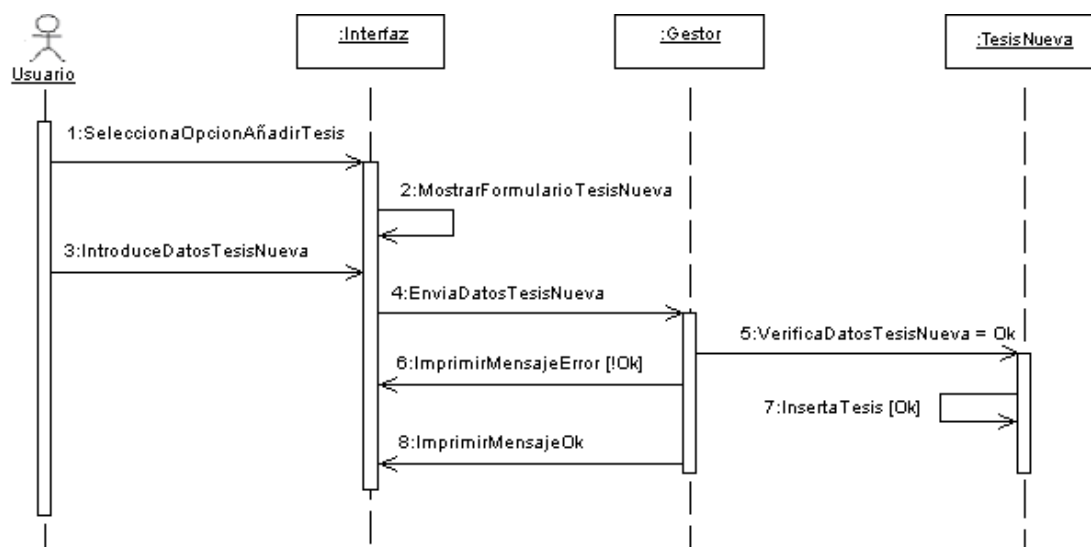 :Interfaz
:Gestor
:TesisNueva
Usuario
1:SeleccionaOpcionAñadirTesis
2:MostrarFormularioTesisNueva
3:IntroduceDatosTesisNueva
4:EnviaDatosTesisNueva
5:VerificaDatosTesisNueva = Ok
6:ImprimirMensajeError [!Ok]
7:InsertaTesis [Ok]
8:ImprimirMensajeOk